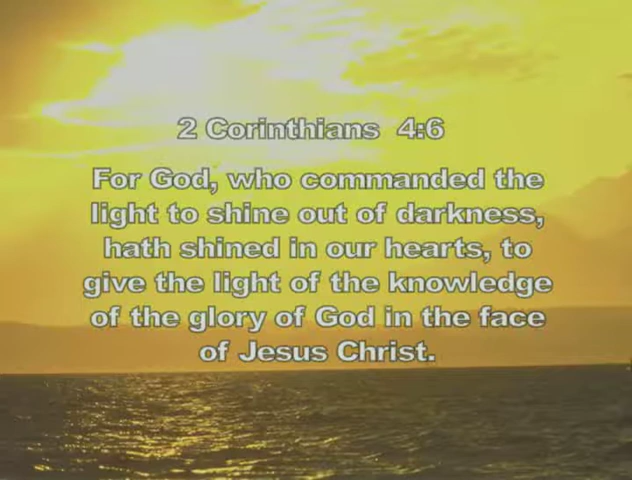 2 Corinthians 4:6
For God, who commanded the
light to shine out of darkness,
hath shined in our hearts, to
give the light of the knowledge
of the glory of God in the face
of Jesus Christ.